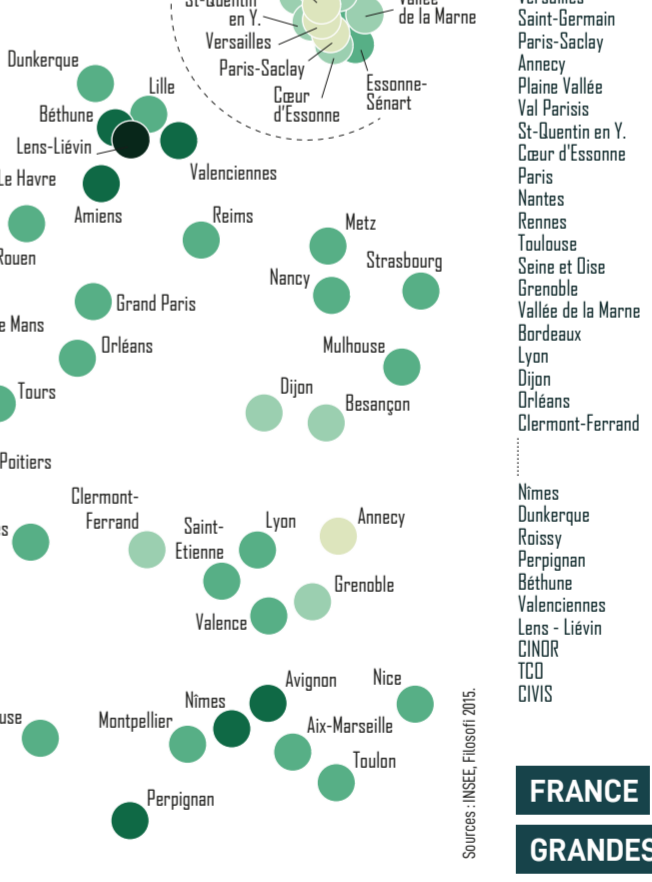 Vallée
de la Marne
St-Quentin
en Y.
Versailles
Paris-Saclay
Cœur
d'Essonne
Essonne-
Sénart
Dunkerque
Lille
Béthune
Lens-Liévin
Valenciennes
Le Havre
Amiens
Reims
Metz
Strasbourg
Rouen
Nancy
Grand Paris
e Mans
Orléans
Mulhouse
Tours
Dijon
Besançon
Poitiers
Clermont-
Ferrand
Saint-
Etienne
Lyon
Annecy
s
Grenoble
Valence
Avignon
Nice
Nîmes
Montpellier
Aix-Marseille
use
Toulon
Perpignan
Sources : INSEE, Filosofi 2015.
Versailles
Saint-Germain
Paris-Saclay
Annecy
Plaine Vallée
Val Parisis
St-Quentin en Y.
Cœur d'Essonne
Paris
Nantes
Rennes
Toulouse
Seine et Oise
Grenoble
Vallée de la Marne
Bordeaux
Lyon
Dijon
Orléans
Clermont-Ferrand
Nîmes
Dunkerque
Roissy
Perpignan
Béthune
Valenciennes
Lens - Liévin
CINOR
TCO
CIVIS
FRANCE
GRANDES